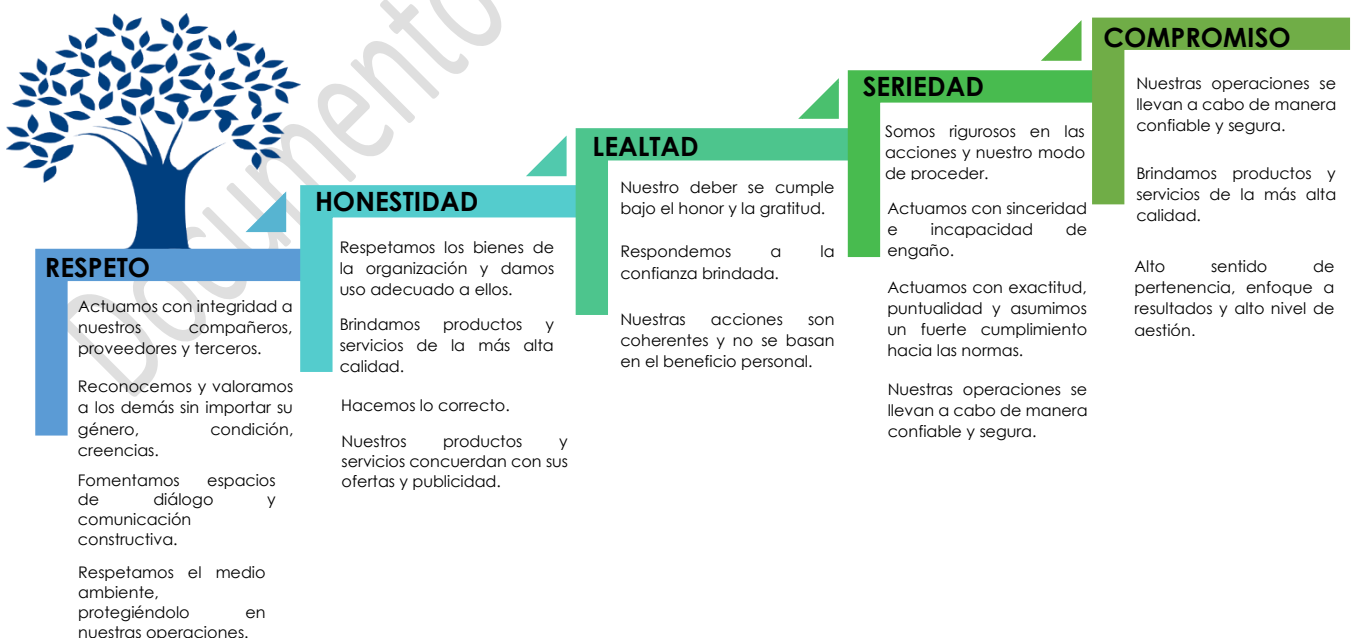 Documento
RESPETO
Actuamos con integridad a
nuestros compañeros,
proveedores y terceros.
Reconocemos y valoramos
a los demás sin importar su
género, condición,
creencias.
Fomentamos espacios
de diálogo y
comunicación
constructiva.
Respetamos el medio
ambiente,
protegiéndolo en
nuestras operaciones.
HONESTIDAD
Respetamos los bienes de
la organización y damos
uso adecuado a ellos.
Brindamos productos y
servicios de la más alta
calidad.
Hacemos lo correcto.
Nuestros productos y
servicios concuerdan con sus
ofertas y publicidad.
LEALTAD
Nuestro deber se cumple
bajo el honor y la gratitud.
Respondemos a la
confianza brindada.
Nuestras acciones son
coherentes y no se basan
en el beneficio personal.
SERIEDAD
Somos rigurosos en las
acciones y nuestro modo
de proceder.
Actuamos con sinceridad
e incapacidad de
engaño.
Actuamos con exactitud,
puntualidad y asumimos
un fuerte cumplimiento
hacia las normas.
Nuestras operaciones se
llevan a cabo de manera
confiable y segura.
COMPROMISO
Nuestras operaciones se
llevan a cabo de manera
confiable y segura.
Brindamos productos y
servicios de la más alta
calidad.
Alto sentido de
pertenencia, enfoque a
resultados y alto nivel de
gestión.